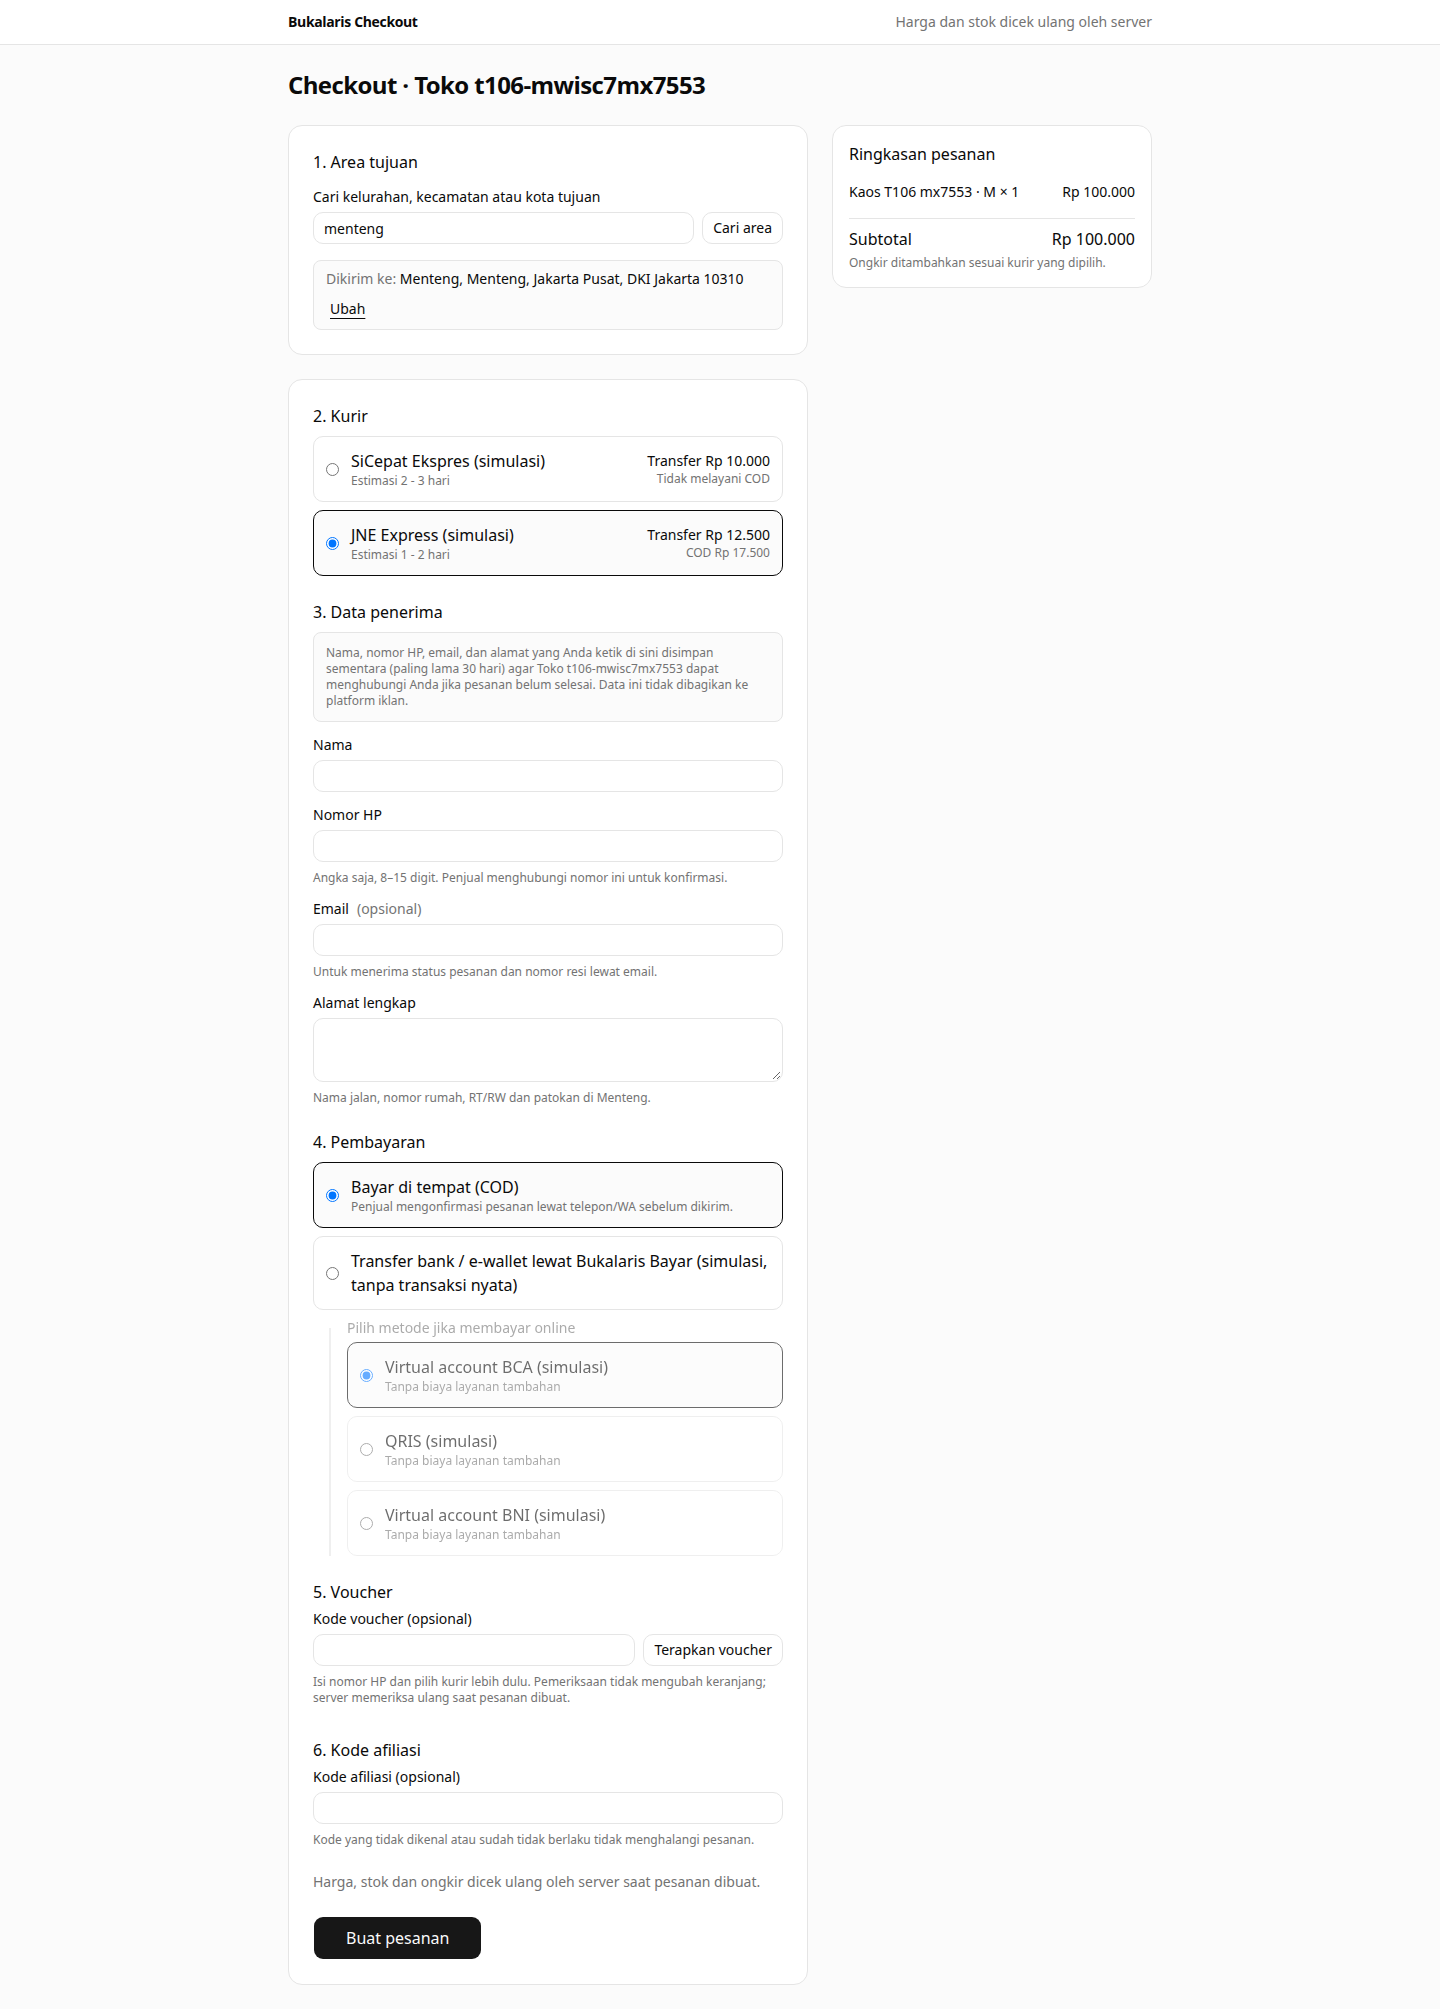 Bukalaris Checkout
Harga dan stok dicek ulang oleh server
Checkout · Toko t106-mwisc7mx7553
1. Area tujuan
Cari kelurahan, kecamatan atau kota tujuan
menteng
Cari area
Dikirim ke: Menteng, Menteng, Jakarta Pusat, DKI Jakarta 10310
Ubah
Ringkasan pesanan
Kaos T106 mx7553 · M × 1 Rp 100.000
Subtotal Rp 100.000
Ongkir ditambahkan sesuai kurir yang dipilih.
2. Kurir
SiCepat Ekspres (simulasi) Transfer Rp 10.000
Estimasi 2 - 3 hari Tidak melayani COD
JNE Express (simulasi) Transfer Rp 12.500
Estimasi 1 - 2 hari COD Rp 17.500
3. Data penerima
Nama, nomor HP, email, dan alamat yang Anda ketik di sini disimpan
sementara (paling lama 30 hari) agar Toko t106-mwisc7mx7553 dapat
menghubungi Anda jika pesanan belum selesai. Data ini tidak dibagikan ke
platform iklan.
Nama
Nomor HP
Angka saja, 8–15 digit. Penjual menghubungi nomor ini untuk konfirmasi.
Email (opsional)
Untuk menerima status pesanan dan nomor resi lewat email.
Alamat lengkap
Nama jalan, nomor rumah, RT/RW dan patokan di Menteng.
4. Pembayaran
Bayar di tempat (COD)
Penjual mengonfirmasi pesanan lewat telepon/WA sebelum dikirim.
Transfer bank / e-wallet lewat Bukalaris Bayar (simulasi,
tanpa transaksi nyata)
Pilih metode jika membayar online
Virtual account BCA (simulasi)
Tanpa biaya layanan tambahan
QRIS (simulasi)
Tanpa biaya layanan tambahan
Virtual account BNI (simulasi)
Tanpa biaya layanan tambahan
5. Voucher
Kode voucher (opsional)
Terapkan voucher
Isi nomor HP dan pilih kurir lebih dulu. Pemeriksaan tidak mengubah keranjang;
server memeriksa ulang saat pesanan dibuat.
6. Kode afiliasi
Kode afiliasi (opsional)
Kode yang tidak dikenal atau sudah tidak berlaku tidak menghalangi pesanan.
Harga, stok dan ongkir dicek ulang oleh server saat pesanan dibuat.
Buat pesanan